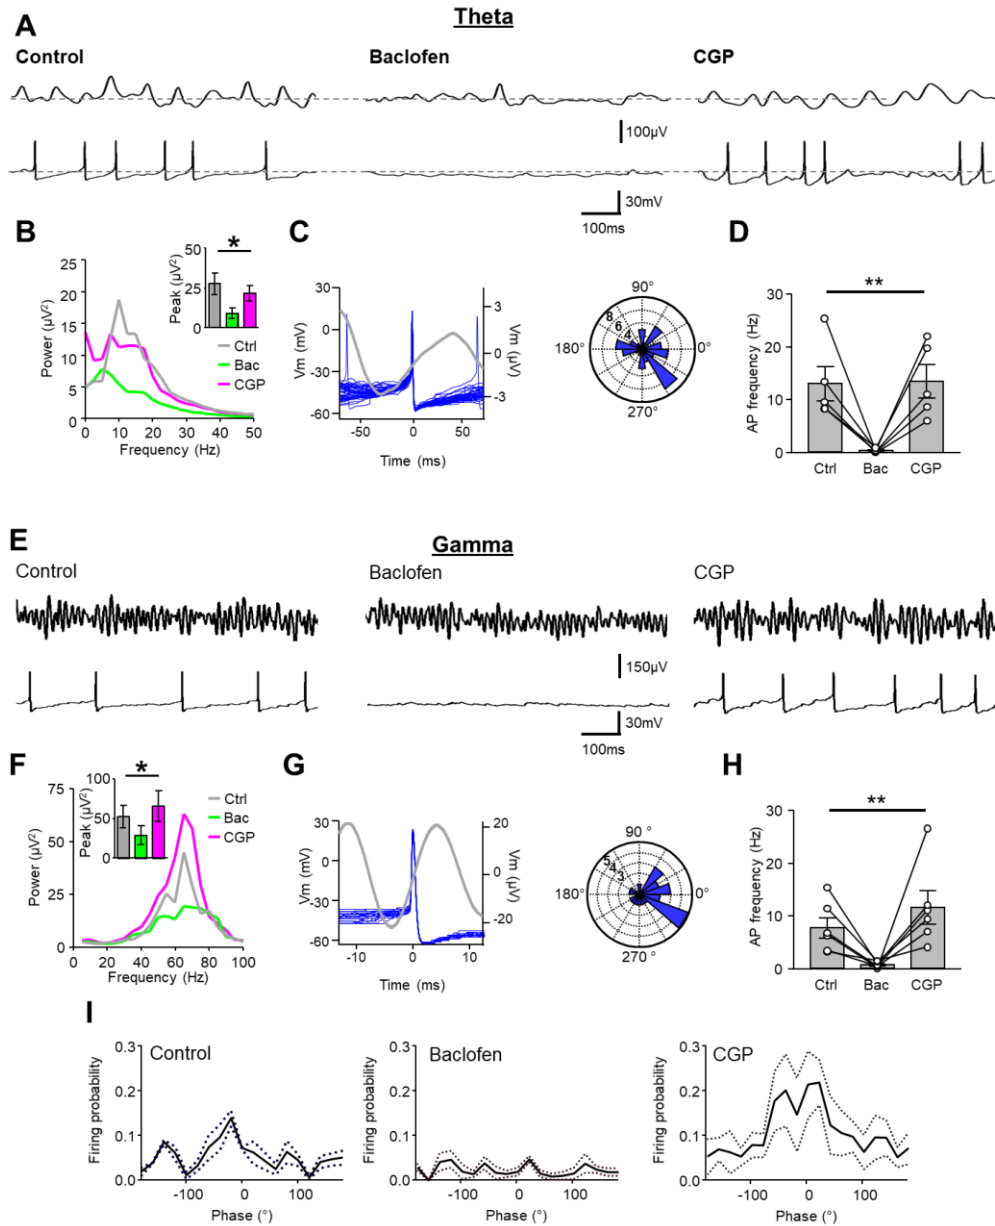 Theta
A
Control Baclofen CGP
100µV
30mV
100ms
B
Power (µV²)
25
20
15
10
5
0
0 10 20 30 40 50
Frequency (Hz)
Peak (µV²)
50
25
0
*
Ctrl
Bac
CGP
C
Vm (mV)
30
0
-30
-60
-50 0 50
Time (ms)
3
0
-3
Vm (µV)
90°
180°
0°
270°
8
6
4
D
AP frequency (Hz)
30
20
10
0
**
Ctrl Bac CGP
E
Gamma
Control Baclofen CGP
150µV
30mV
100ms
F
Power (µV²)
75
50
25
0
0 20 40 60 80 100
Frequency (Hz)
Peak (µV²)
100
50
0
*
Ctrl
Bac
CGP
G
Vm (mV)
30
0
-30
-60
-10 0 10
Time (ms)
20
0
-20
Vm (µV)
90 °
180°
0°
270 °
5
4
3
H
AP frequency (Hz)
30
20
10
0
**
Ctrl Bac CGP
I
Firing probability
0.3
0.2
0.1
0.0
Control
-100 0 100
Phase (°)
Firing probability
0.3
0.2
0.1
0.0
Baclofen
-100 0 100
Phase (°)
Firing probability
0.3
0.2
0.1
0.0
CGP
-100 0 100
Phase (°)